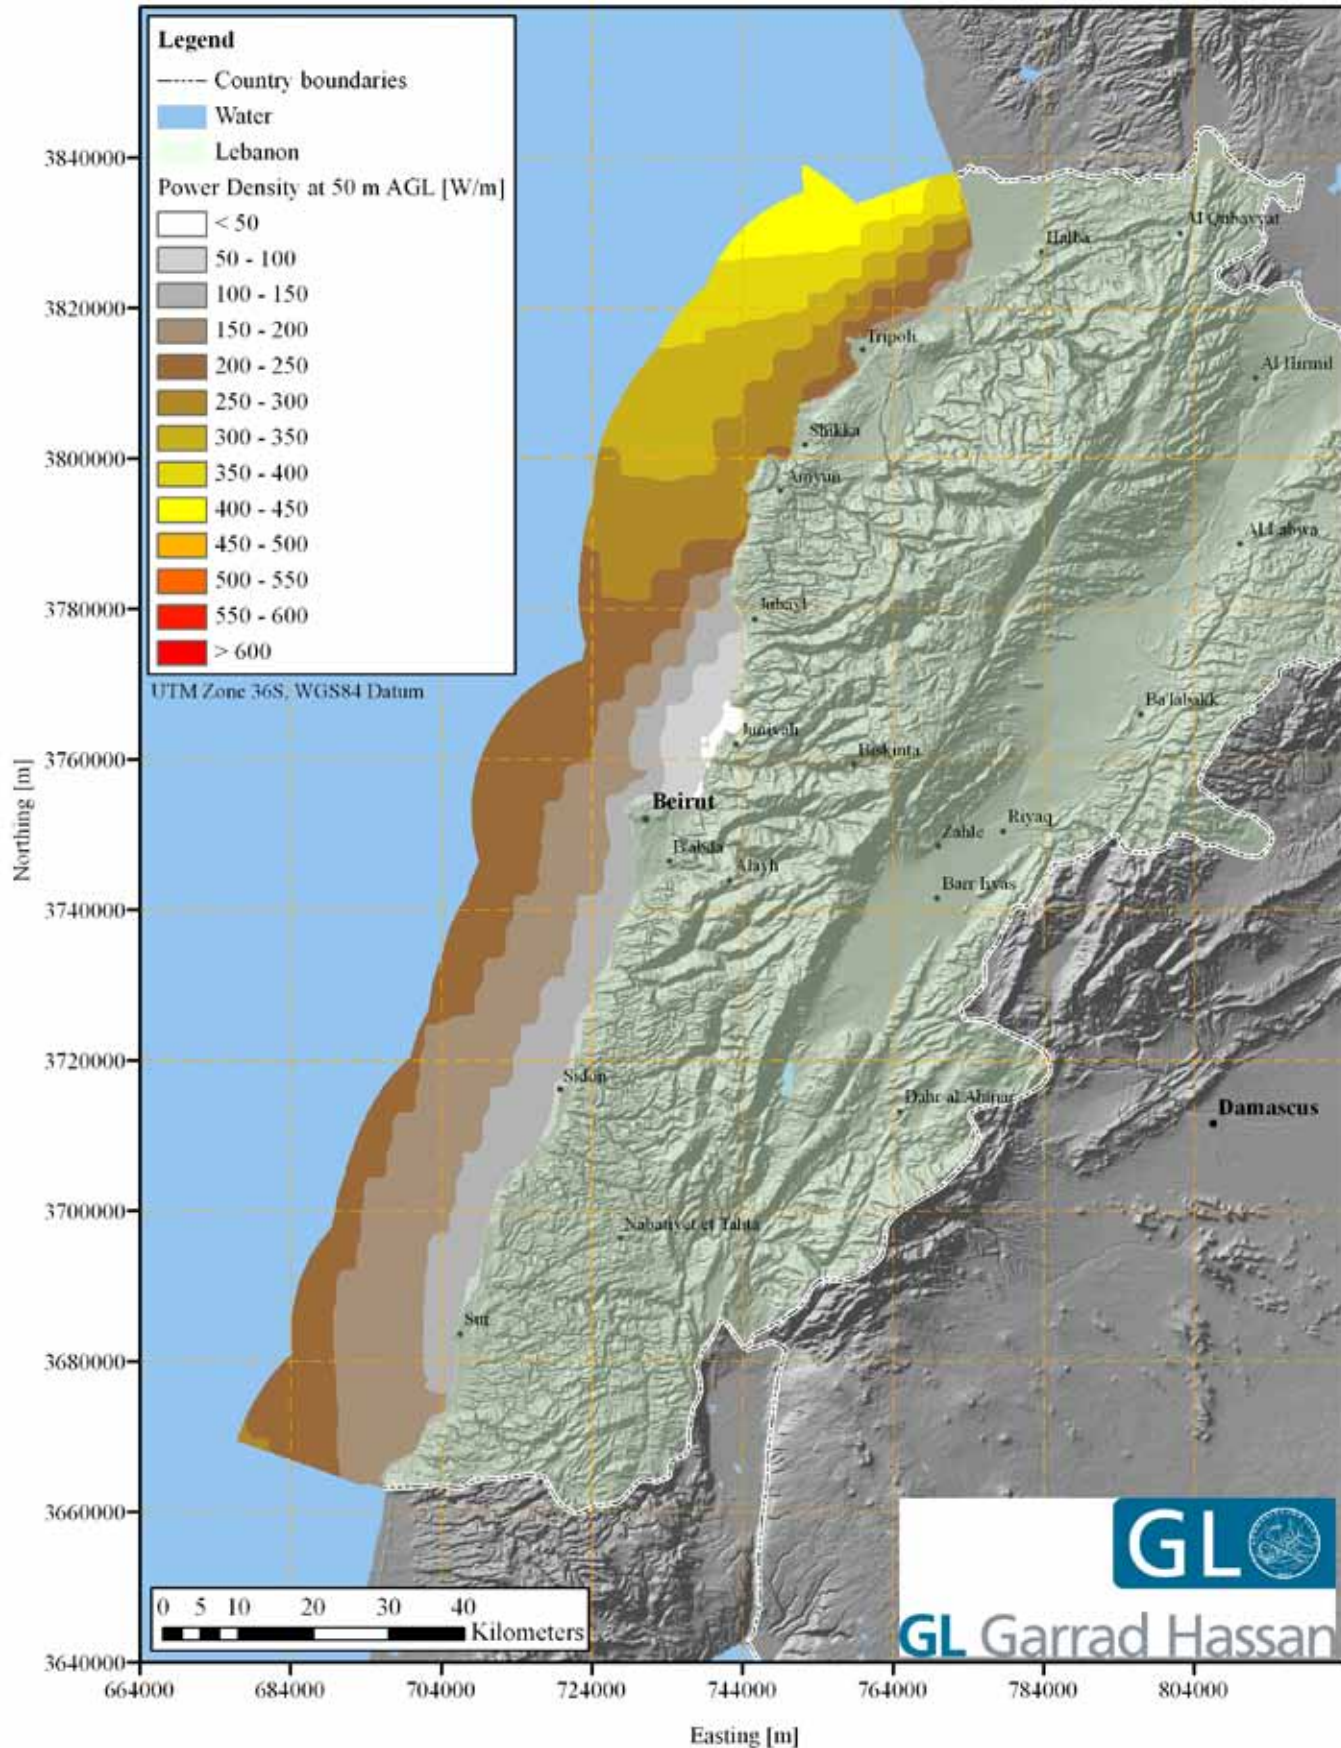 Legend
Country boundaries
Water
Lebanon
Power Density at 50 m AGL [W/m]
< 50
50 - 100
100 - 150
150 - 200
200 - 250
250 - 300
300 - 350
350 - 400
400 - 450
450 - 500
500 - 550
550 - 600
> 600
UTM Zone 36S, WGS84 Datum
Northing [m]
3840000
3820000
3800000
3780000
3760000
3740000
3720000
3700000
3680000
3660000
3640000
Al Qubayyat
Halba
Tripoli
Al Hirmil
Shikka
Amyun
Al Labwa
Jubayl
Ba'labakk
Juniyah
Biskinta
Beirut
Riyaq
Zahle
B'abda
Alayh
Barr Ilyas
Sidon
Dahr al Ahmar
Damascus
Nabatiyet et Tahta
Sur
0 5 10 20 30 40
Kilometers
GL
GL Garrad Hassan
664000 684000 704000 724000 744000 764000 784000 804000
Easting [m]